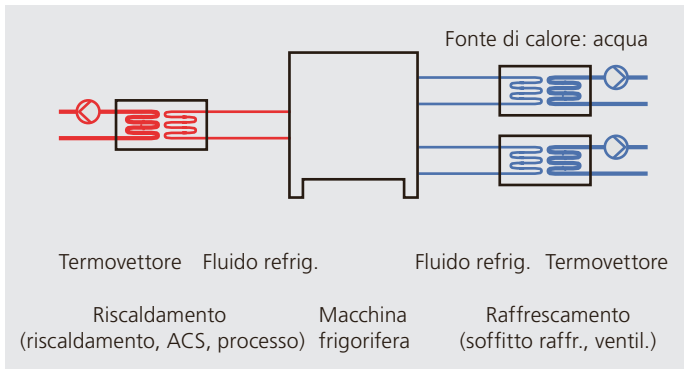 Fonte di calore: acqua
Termovettore Fluido refrig. Fluido refrig. Termovettore
Riscaldamento Macchina Raffrescamento
(riscaldamento, ACS, processo) frigorifera (soffitto raffr., ventil.)